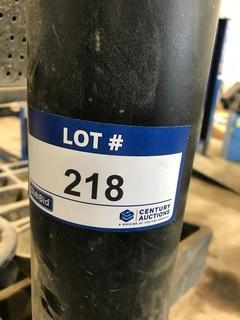 LOT #
218
CENTURY
AUCTIONS